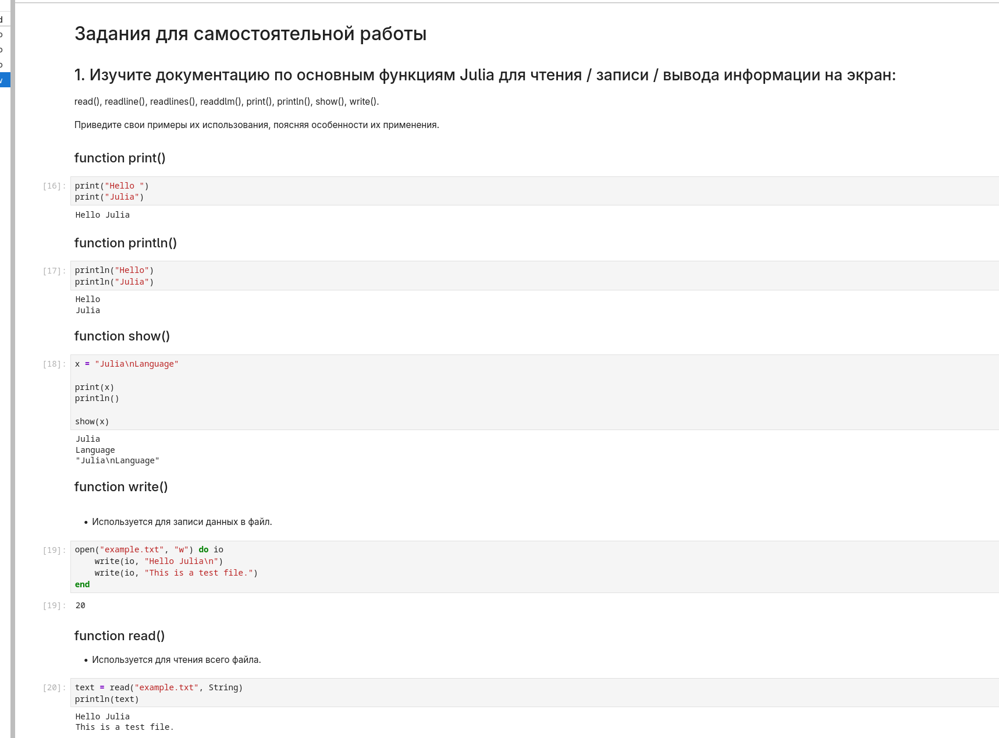 Задания для самостоятельной работы
1. Изучите документацию по основным функциям Julia для чтения / записи / вывода информации на экран:
read(), readline(), readlines(), readdlm(), print(), println(), show(), write().
Приведите свои примеры их использования, поясняя особенности их применения.
function print()
[16]: print("Hello ")
print("Julia")
Hello Julia
function println()
[17]: println("Hello")
println("Julia")
Hello
Julia
function show()
[18]: x = "Julia\nLanguage"
print(x)
println()
show(x)
Julia
Language
"Julia\nLanguage"
function write()
• Используется для записи данных в файл.
[19]: open("example.txt", "w") do io
    write(io, "Hello Julia\n")
    write(io, "This is a test file.")
end
[19]: 20
function read()
• Используется для чтения всего файла.
[20]: text = read("example.txt", String)
println(text)
Hello Julia
This is a test file.